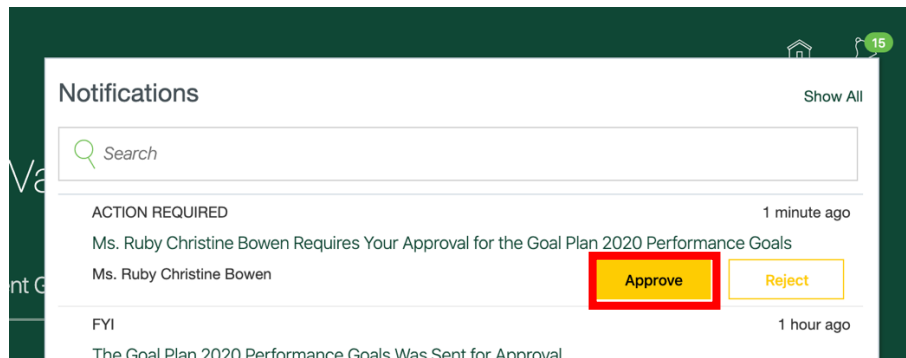 15
Notifications
Show All
Search
Va
ACTION REQUIRED
1 minute ago
Ms. Ruby Christine Bowen Requires Your Approval for the Goal Plan 2020 Performance Goals
Ms. Ruby Christine Bowen
Approve
Reject
nt G
FYI
1 hour ago
The Goal Plan 2020 Performance Goals Was Sent for Approval